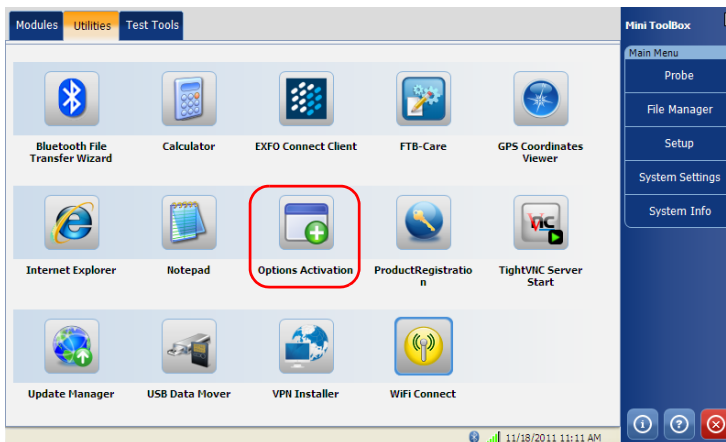 Modules
Utilities
Test Tools
Mini ToolBox
Main Menu
Probe
File Manager
Setup
System Settings
System Info
Bluetooth File
Transfer Wizard
Calculator
EXFO Connect Client
FTB-Care
GPS Coordinates
Viewer
Internet Explorer
Notepad
Options Activation
ProductRegistratio
n
VNC
TightVNC Server
Start
Update Manager
USB Data Mover
VPN Installer
WiFi Connect
11/18/2011 11:11 AM